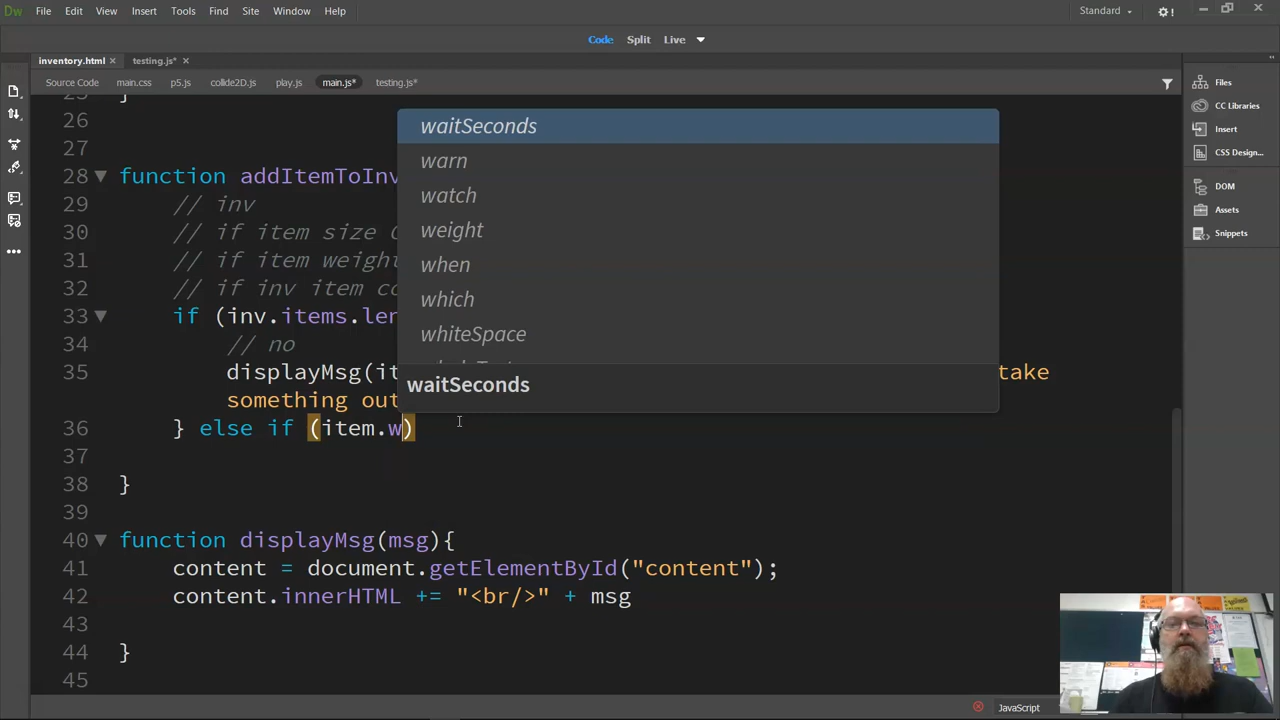 Dw File Edit View Insert Tools Find Site Window Help Standard
Code Split Live
inventory.html testing.js*
Source Code main.css p5.js collide2D.js play.js main.js* testing.js*
26
27
28 function addItemToInv
29 // inv
30 // if item size
31 // if item weight
32 // if inv item co
33 if (inv.items.len
34 // no
35 displayMsg(it take
something out
36 } else if (item.w)
37
38 }
39
40 function displayMsg(msg){
41 content = document.getElementById("content");
42 content.innerHTML += "<br/>" + msg
43
44 }
45
waitSeconds
warn
watch
weight
when
which
whiteSpace
waitSeconds
Files
CC Libraries
Insert
CSS Design...
DOM
Assets
Snippets
JavaScript